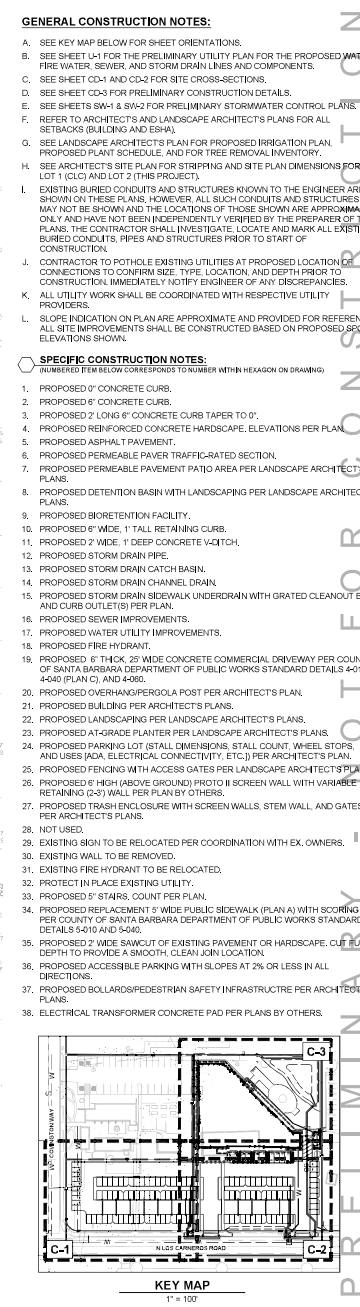 GENERAL CONSTRUCTION NOTES:
A. SEE KEY MAP BELOW FOR SHEET ORIENTATIONS.
B. SEE SHEET U-1 FOR THE PRELIMINARY UTILITY PLAN FOR THE PROPOSED WAT
FIRE WATER, SEWER, AND STORM DRAIN LINES AND COMPONENTS.
C. SEE SHEET CD-1 AND CD-2 FOR SITE CROSS-SECTIONS.
D. SEE SHEET CD-3 FOR PRELIMINARY CONSTRUCTION DETAILS.
E. SEE SHEETS SW-1 & SW-2 FOR PRELIMINARY STORMWATER CONTROL PLANS.
F. REFER TO ARCHITECT'S AND LANDSCAPE ARCHITECT'S PLANS FOR ALL
SETBACKS (BUILDING AND ESHA).
G. SEE LANDSCAPE ARCHITECT'S PLAN FOR PROPOSED IRRIGATION PLAN,
PROPOSED PLANT SCHEDULE, AND FOR TREE REMOVAL INVENTORY.
H. SEE ARCHITECT'S SITE PLAN FOR STRIPPING AND SITE PLAN DIMENSIONS FOR
LOT 1 (CLC) AND LOT 2 (THIS PROJECT).
I. EXISTING BURIED CONDUITS AND STRUCTURES KNOWN TO THE ENGINEER ARE
SHOWN ON THESE PLANS, HOWEVER, ALL SUCH CONDUITS AND STRUCTURES
MAY NOT BE SHOWN AND THE LOCATIONS OF THOSE SHOWN ARE APPROXIMA
ONLY AND HAVE NOT BEEN INDEPENDENTLY VERIFIED BY THE PREPARER OF T
PLANS. THE CONTRACTOR SHALL INVESTIGATE, LOCATE AND MARK ALL EXISTI
BURIED CONDUITS, PIPES AND STRUCTURES PRIOR TO START OF
CONSTRUCTION.
J. CONTRACTOR TO POTHOLE EXISTING UTILITIES AT PROPOSED LOCATION OF
CONNECTIONS TO CONFIRM SIZE, TYPE, LOCATION, AND DEPTH PRIOR TO
CONSTRUCTION. IMMEDIATELY NOTIFY ENGINEER OF ANY DISCREPANCIES.
K. ALL UTILITY WORK SHALL BE COORDINATED WITH RESPECTIVE UTILITY
PROVIDERS.
L. SLOPE INDICATION ON PLAN ARE APPROXIMATE AND PROVIDED FOR REFEREN
ALL SITE IMPROVEMENTS SHALL BE CONSTRUCTED BASED ON PROPOSED SPO
ELEVATIONS SHOWN.
SPECIFIC CONSTRUCTION NOTES:
(NUMBERED ITEM BELOW CORRESPONDS TO NUMBER WITHIN HEXAGON ON DRAWING)
1. PROPOSED 0" CONCRETE CURB.
2. PROPOSED 6" CONCRETE CURB.
3. PROPOSED 2' LONG 6" CONCRETE CURB TAPER TO 0".
4. PROPOSED REINFORCED CONCRETE HARDSCAPE. ELEVATIONS PER PLAN.
5. PROPOSED ASPHALT PAVEMENT.
6. PROPOSED PERMEABLE PAVER TRAFFIC-RATED SECTION.
7. PROPOSED PERMEABLE PAVEMENT PATIO AREA PER LANDSCAPE ARCHITECT'S
PLANS.
8. PROPOSED DETENTION BASIN WITH LANDSCAPING PER LANDSCAPE ARCHITEC
PLANS.
9. PROPOSED BIORETENTION FACILITY.
10. PROPOSED 6" WIDE, 1' TALL RETAINING CURB.
11. PROPOSED 2' WIDE, 1' DEEP CONCRETE V-DITCH.
12. PROPOSED STORM DRAIN PIPE.
13. PROPOSED STORM DRAIN CATCH BASIN.
14. PROPOSED STORM DRAIN CHANNEL DRAIN.
15. PROPOSED STORM DRAIN SIDEWALK UNDERDRAIN WITH GRATED CLEANOUT B
AND CURB OUTLET(S) PER PLAN.
16. PROPOSED SEWER IMPROVEMENTS.
17. PROPOSED WATER UTILITY IMPROVEMENTS.
18. PROPOSED FIRE HYDRANT.
19. PROPOSED 6" THICK, 25' WIDE CONCRETE COMMERCIAL DRIVEWAY PER COUN
OF SANTA BARBARA DEPARTMENT OF PUBLIC WORKS STANDARD DETAILS 4-01
4-040 (PLAN C), AND 4-060.
20. PROPOSED OVERHANG/PERGOLA POST PER ARCHITECT'S PLAN.
21. PROPOSED BUILDING PER ARCHITECT'S PLANS.
22. PROPOSED LANDSCAPING PER LANDSCAPE ARCHITECT'S PLANS.
23. PROPOSED AT-GRADE PLANTER PER LANDSCAPE ARCHITECT'S PLANS.
24. PROPOSED PARKING LOT (STALL DIMENSIONS, STALL COUNT, WHEEL STOPS,
AND USES [ADA, ELECTRICAL CONNECTIVITY, ETC.]) PER ARCHITECT'S PLAN.
25. PROPOSED FENCING WITH ACCESS GATES PER LANDSCAPE ARCHITECT'S PLA
26. PROPOSED 6' HIGH (ABOVE GROUND) PROTO II SCREEN WALL WITH VARIABLE
RETAINING (2-3') WALL PER PLAN BY OTHERS.
27. PROPOSED TRASH ENCLOSURE WITH SCREEN WALLS, STEM WALL, AND GATES
PER ARCHITECT'S PLANS.
28. NOT USED.
29. EXISTING SIGN TO BE RELOCATED PER COORDINATION WITH EX. OWNERS.
30. EXISTING WALL TO BE REMOVED.
31. EXISTING FIRE HYDRANT TO BE RELOCATED.
32. PROTECT IN PLACE EXISTING UTILITY.
33. PROPOSED 5" STAIRS. COUNT PER PLAN.
34. PROPOSED REPLACEMENT 5' WIDE PUBLIC SIDEWALK (PLAN A) WITH SCORING
PER COUNTY OF SANTA BARBARA DEPARTMENT OF PUBLIC WORKS STANDARD
DETAILS 5-010 AND 5-040.
35. PROPOSED 2' WIDE SAWCUT OF EXISTING PAVEMENT OR HARDSCAPE. CUT FU
DEPTH TO PROVIDE A SMOOTH, CLEAN JOIN LOCATION.
36. PROPOSED ACCESSIBLE PARKING WITH SLOPES AT 2% OR LESS IN ALL
DIRECTIONS.
37. PROPOSED BOLLARDS/PEDESTRIAN SAFETY INFRASTRUCTRE PER ARCHITECT
PLANS.
38. ELECTRICAL TRANSFORMER CONCRETE PAD PER PLANS BY OTHERS.
C-3
COVINGTON WAY
C-1
N LOS CARNEROS ROAD
C-2
KEY MAP
1" = 100'
PRELIMINARY - NOT FOR CONSTRUCTION